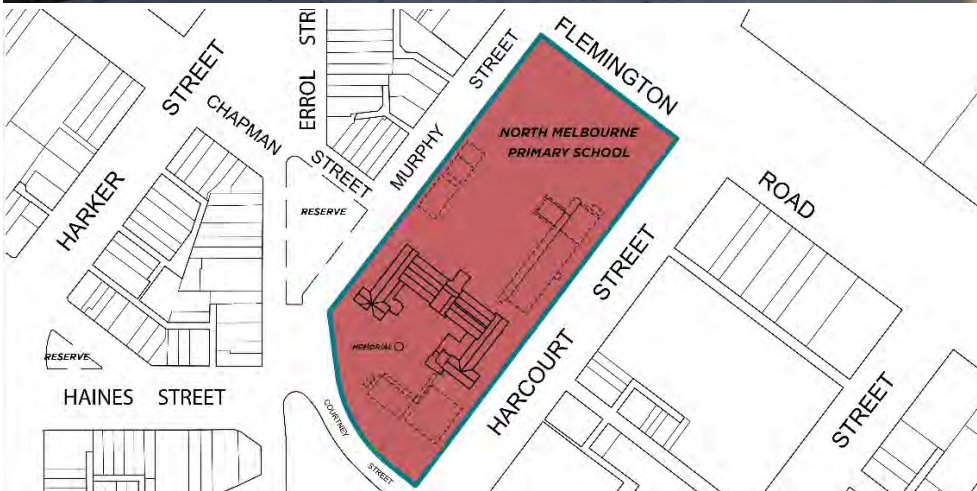 FLEMINGTON
ROAD
STREET
HARKER
CHAPMAN
STREET
ERROL STR
MURPHY
STREET
NORTH MELBOURNE
PRIMARY SCHOOL
RESERVE
MEMORIAL
RESERVE
HAINES STREET
COURTNEY
STREET
HARCOURT
STREET
STREET